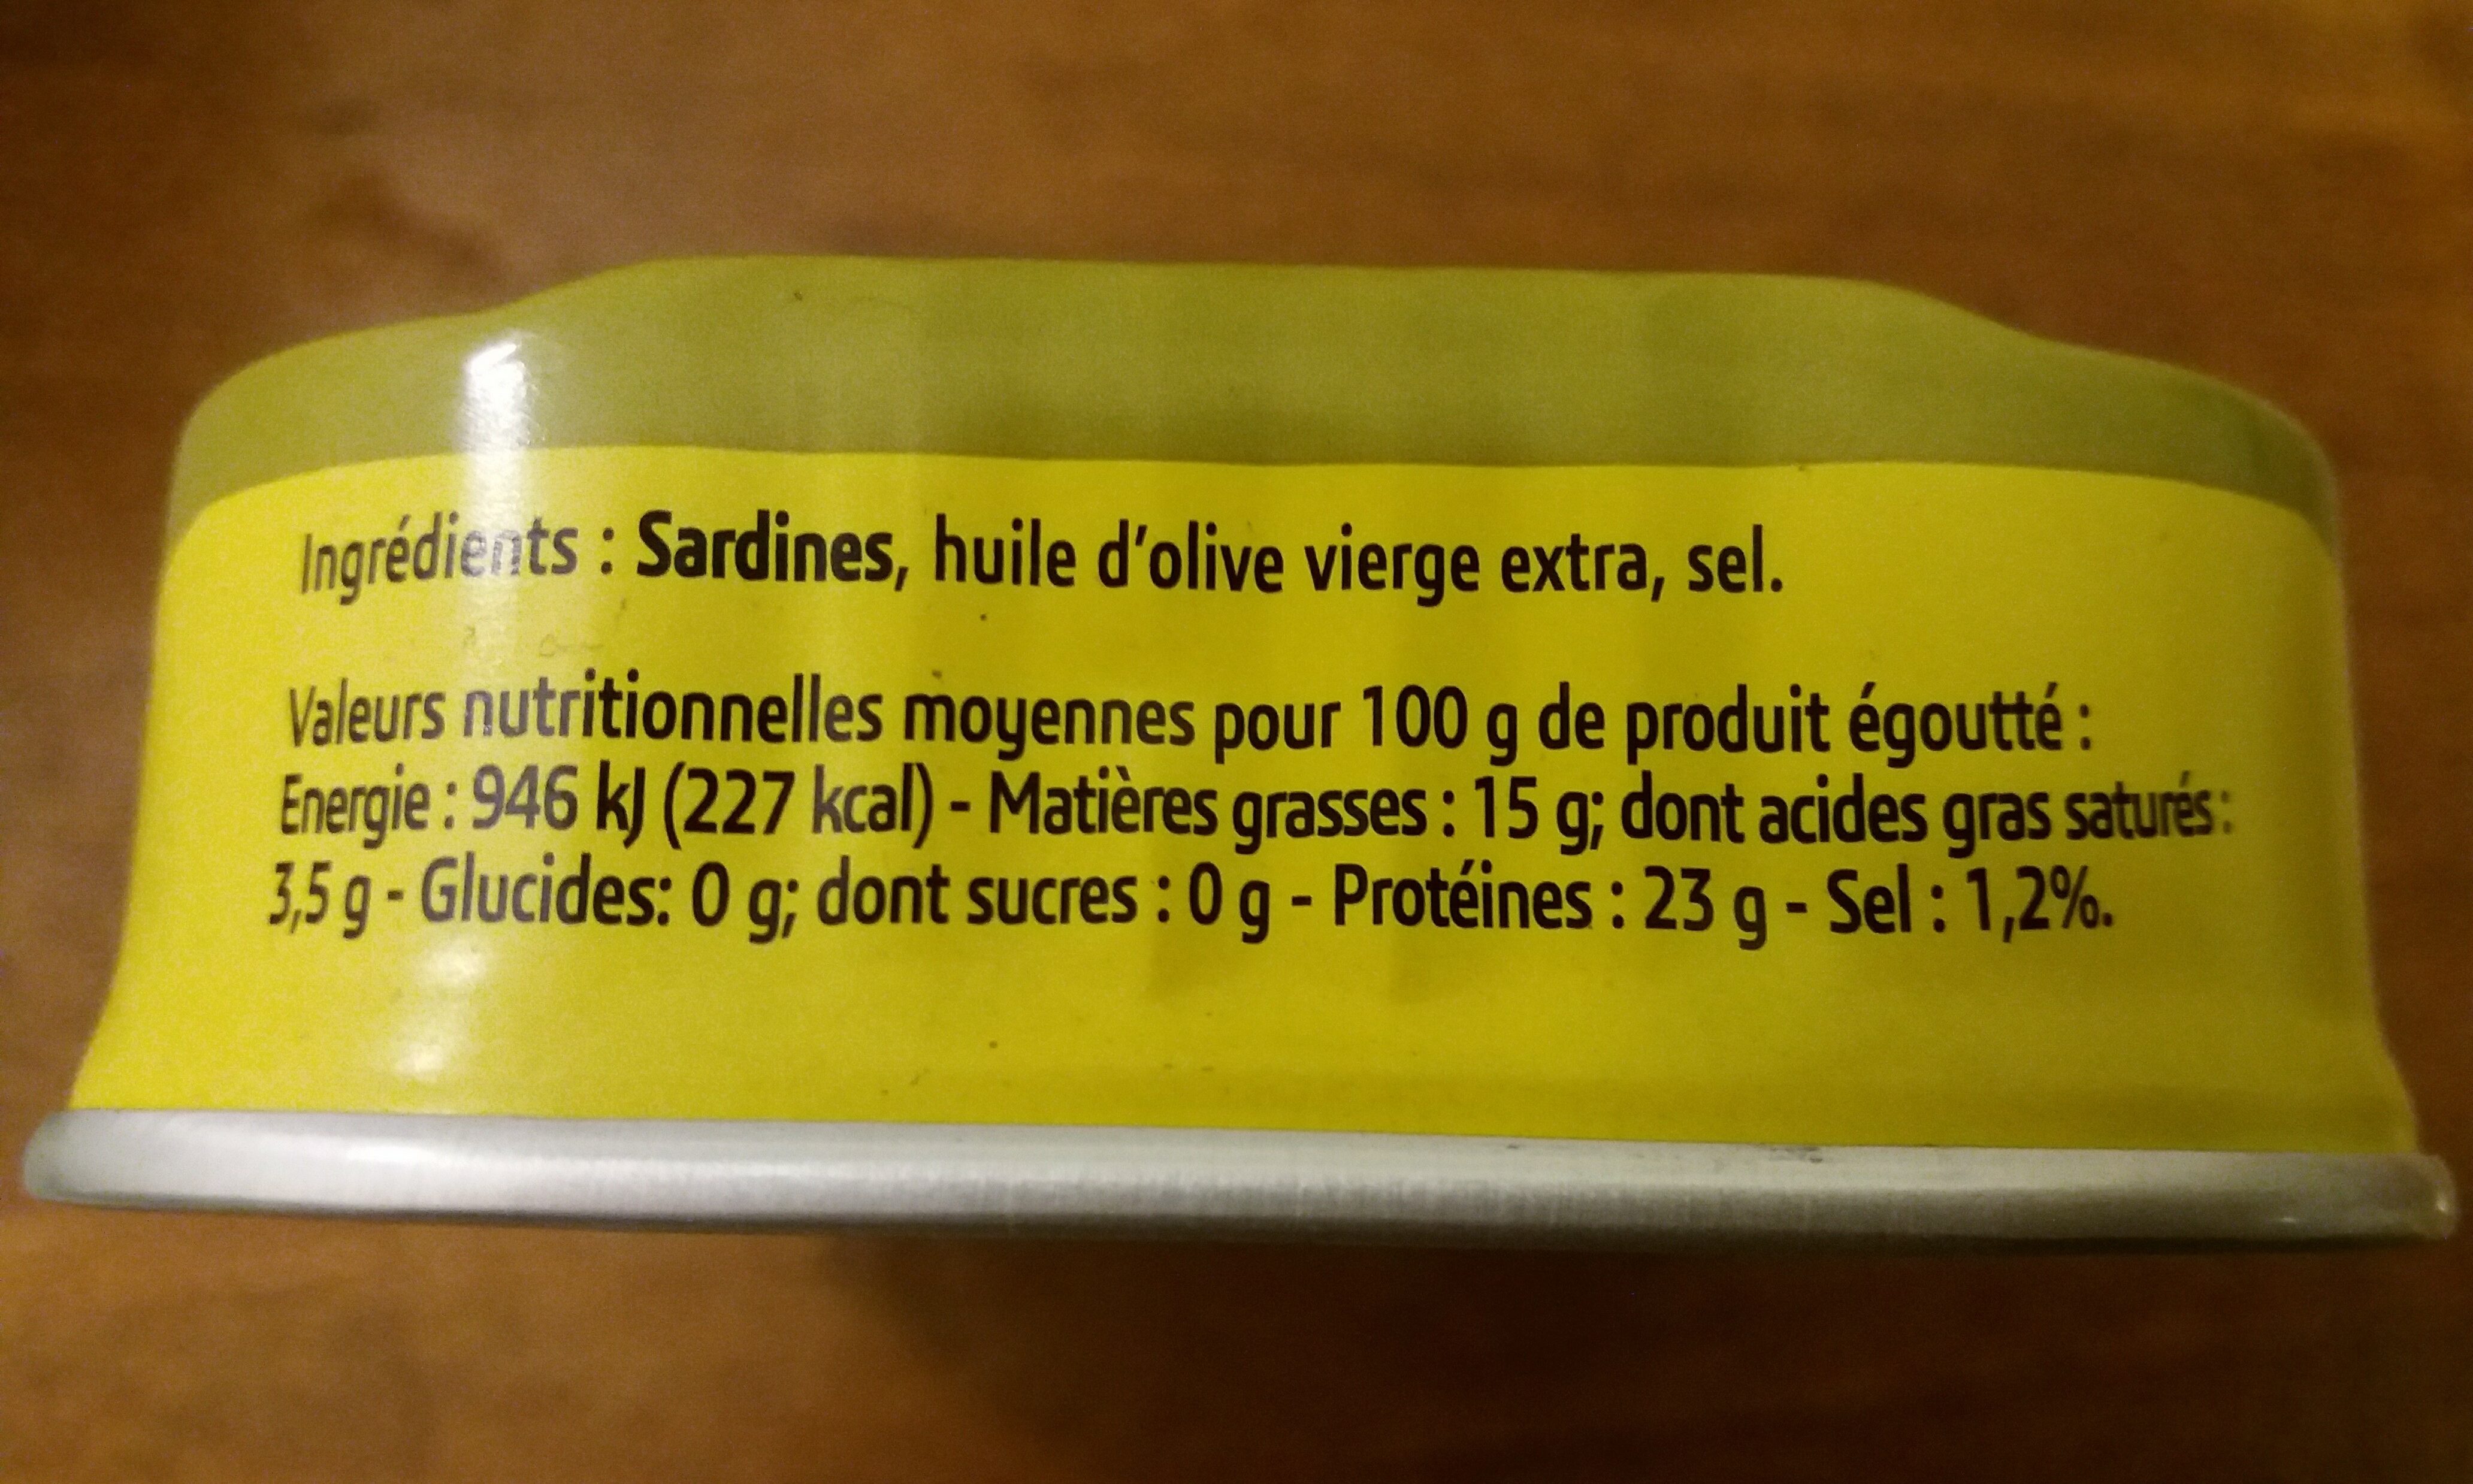 Ingrédients : Sardines, huile d'olive vierge extra, sel.
Valeurs nutritionnelles moyennes pour 100 g de produit égoutté :
Energie : 946 kJ (227 kcal) - Matières grasses : 15 g; dont acides gras saturés :
3,5 g - Glucides: 0 g; dont sucres : 0 g - Protéines : 23 g - Sel : 1,2%.